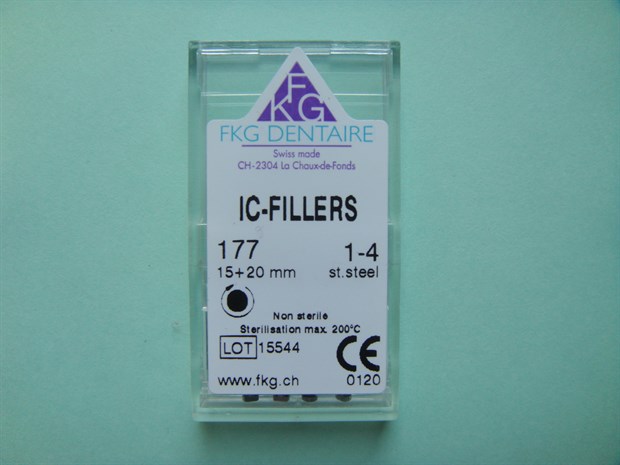 FKG
FKG DENTAIRE
Swiss made
CH-2304 La Chaux-de-Fonds
IC-FILLERS
177 1-4
15+20 mm st.steel
Non sterile
Sterilisation max. 200°C
LOT 15544 CE
www.fkg.ch 0120